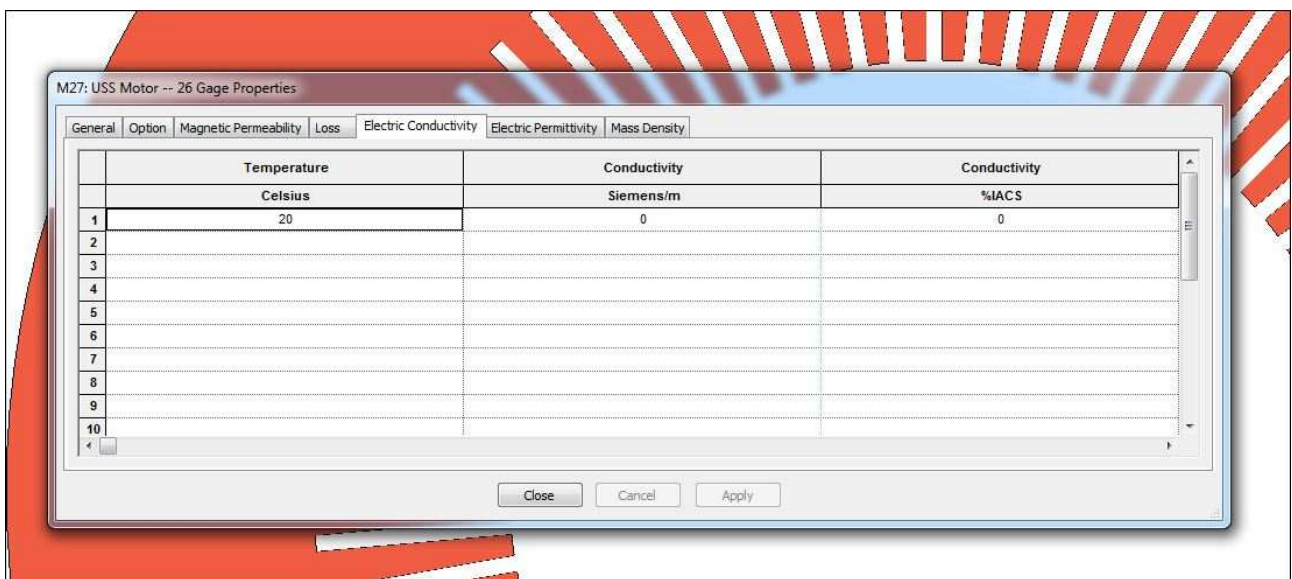 M27: USS Motor -- 26 Gage Properties
General Option Magnetic Permeability Loss Electric Conductivity Electric Permittivity Mass Density
Temperature Conductivity Conductivity
Celsius Siemens/m %IACS
1 20 0 0
2
3
4
5
6
7
8
9
10
Close Cancel Apply